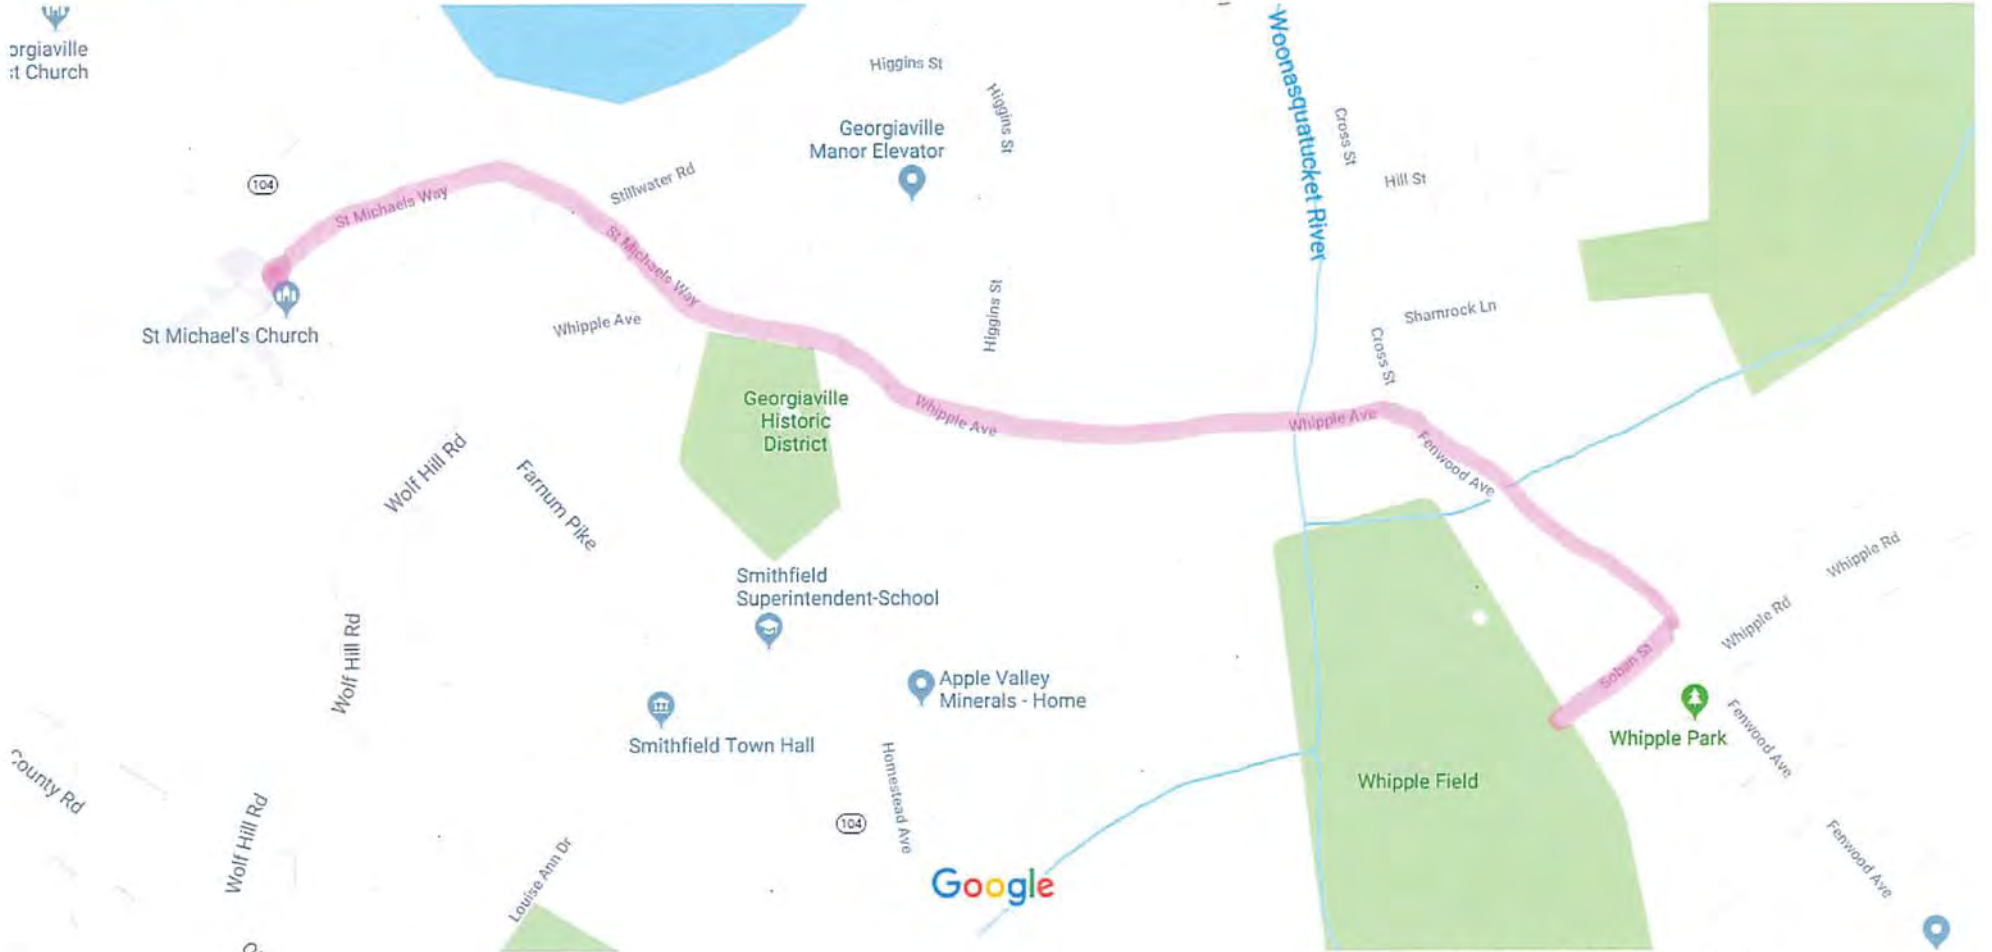 orgiaville
st Church
Higgins St
Higgins St
Woonasquatucket River
Cross St
Georgiaville
Manor Elevator
104
St Michaels Way
Stillwater Rd
Hill St
St Michaels Way
Higgins St
St Michael's Church
Whipple Ave
Shamrock Ln
Cross St
Georgiaville
Historic
District
Whipple Ave
Whipple Ave
Fenwood Ave
Wolf Hill Rd
Farnum Pike
Smithfield
Superintendent-School
Whipple Rd
Whipple Rd
Wolf Hill Rd
Soban St
Apple Valley
Minerals - Home
Smithfield Town Hall
Whipple Park
Fenwood Ave
County Rd
Homestead Ave
Whipple Field
104
Wolf Hill Rd
Louise Ann Dr
Fenwood Ave
Google